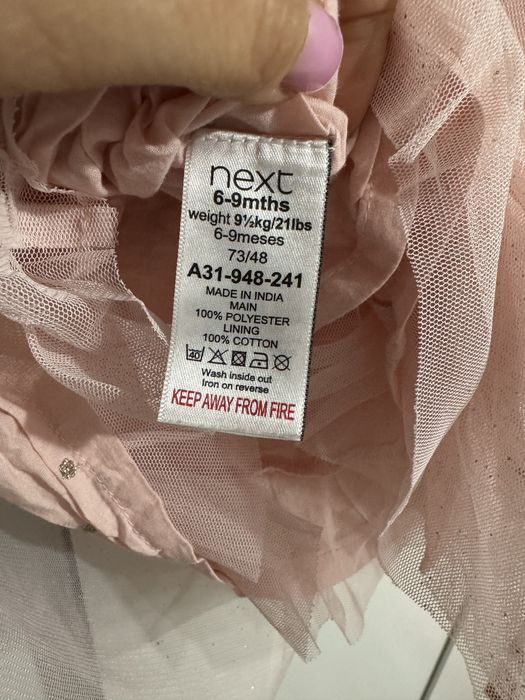 next
6-9mths
weight 9½kg/21lbs
6-9meses
73/48
A31-948-241
MADE IN INDIA
MAIN
100% POLYESTER
LINING
100% COTTON
40
Wash inside out
Iron on reverse
KEEP AWAY FROM FIRE